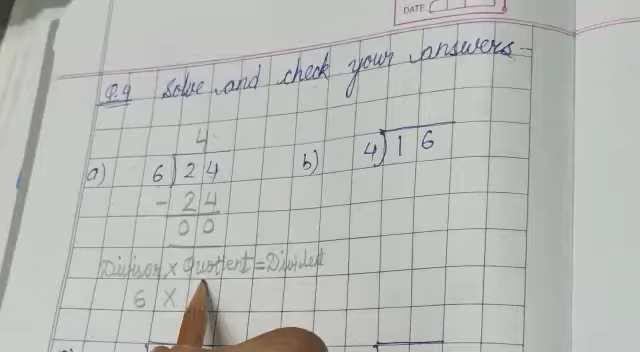 DATE
Q.4 Solve and check your answers-
4
a) 6)24 b) 4)16
- 24
00
Divisor x Quotient = Dividend
6 X